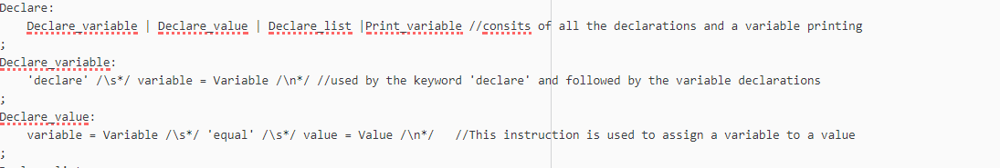 Declare:
    Declare_variable | Declare_value | Declare_list |Print_variable //consits of all the declarations and a variable printing
;
Declare_variable:
    'declare' /\s*/ variable = Variable /\n*/ //used by the keyword 'declare' and followed by the variable declarations
;
Declare_value:
    variable = Variable /\s*/ 'equal' /\s*/ value = Value /\n*/   //This instruction is used to assign a variable to a value
;